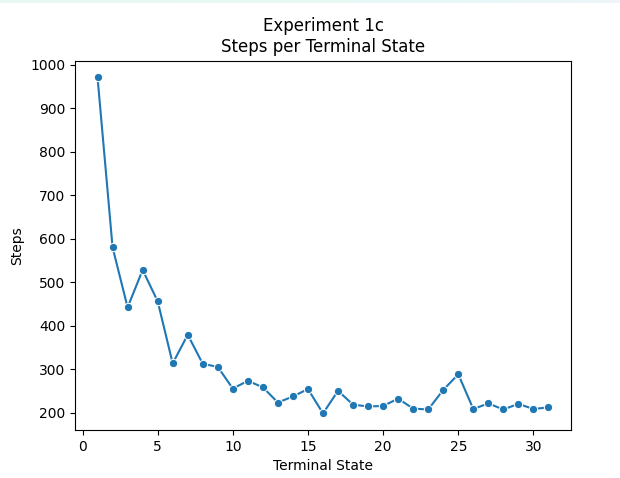 Experiment 1c
Steps per Terminal State
1000
900
800
700
600
500
400
300
200
Steps
0 5 10 15 20 25 30
Terminal State